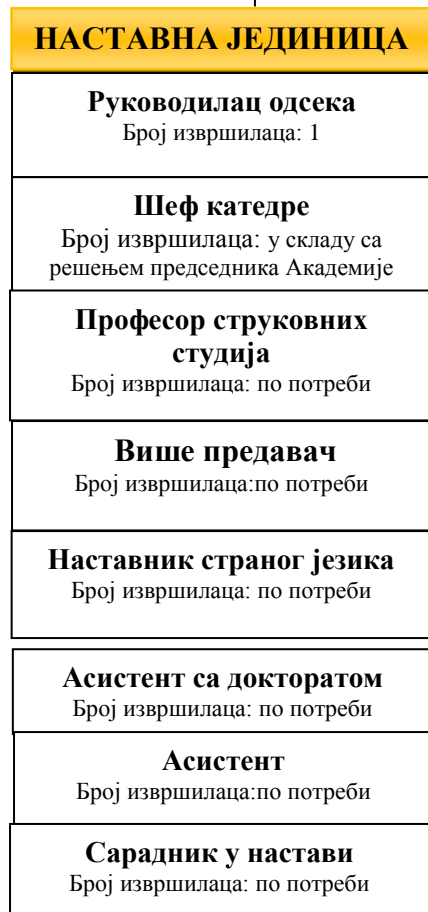 НАСТАВНА ЈЕДИНИЦА
Руководилац одсека
Број извршилаца: 1
Шеф катедре
Број извршилаца: у складу са
решењем председника Академије
Професор струковних
студија
Број извршилаца: по потреби
Више предавач
Број извршилаца:по потреби
Наставник страног језика
Број извршилаца: по потреби
Асистент са докторатом
Број извршилаца: по потреби
Асистент
Број извршилаца:по потреби
Сарадник у настави
Број извршилаца: по потреби